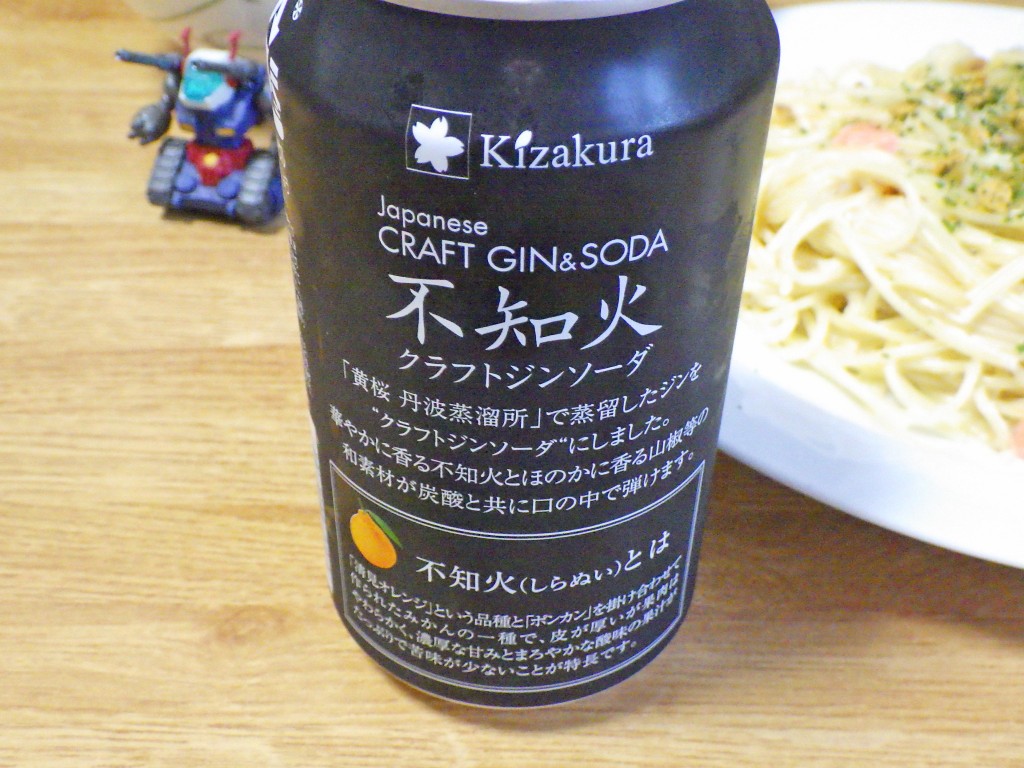 Kizakura
Japanese
CRAFT GIN&SODA
不知火
クラフトジンソーダ
「黄桜 丹波蒸溜所」で蒸留したジンを
"クラフトジンソーダ"にしました。
華やかに香る不知火とほのかに香る山椒等の
和素材が炭酸と共に口の中で弾けます。
不知火(しらぬい)とは
「清見オレンジ」という品種と「ポンカン」を掛け合わせて
作られたみかんの一種で、皮が厚いが果肉は
やわらかく、濃厚な甘みとまろやかな酸味の果汁が
たっぷりで苦味が少ないことが特長です。